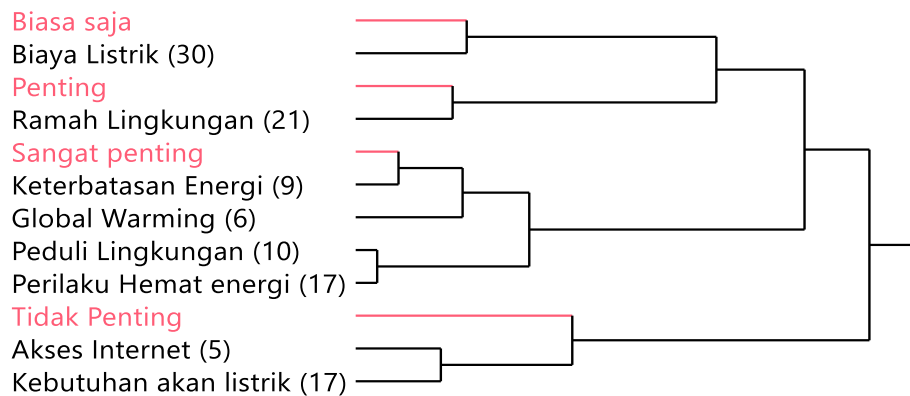 Biasa saja
Biaya Listrik (30)
Penting
Ramah Lingkungan (21)
Sangat penting
Keterbatasan Energi (9)
Global Warming (6)
Peduli Lingkungan (10)
Perilaku Hemat energi (17)
Tidak Penting
Akses Internet (5)
Kebutuhan akan listrik (17)